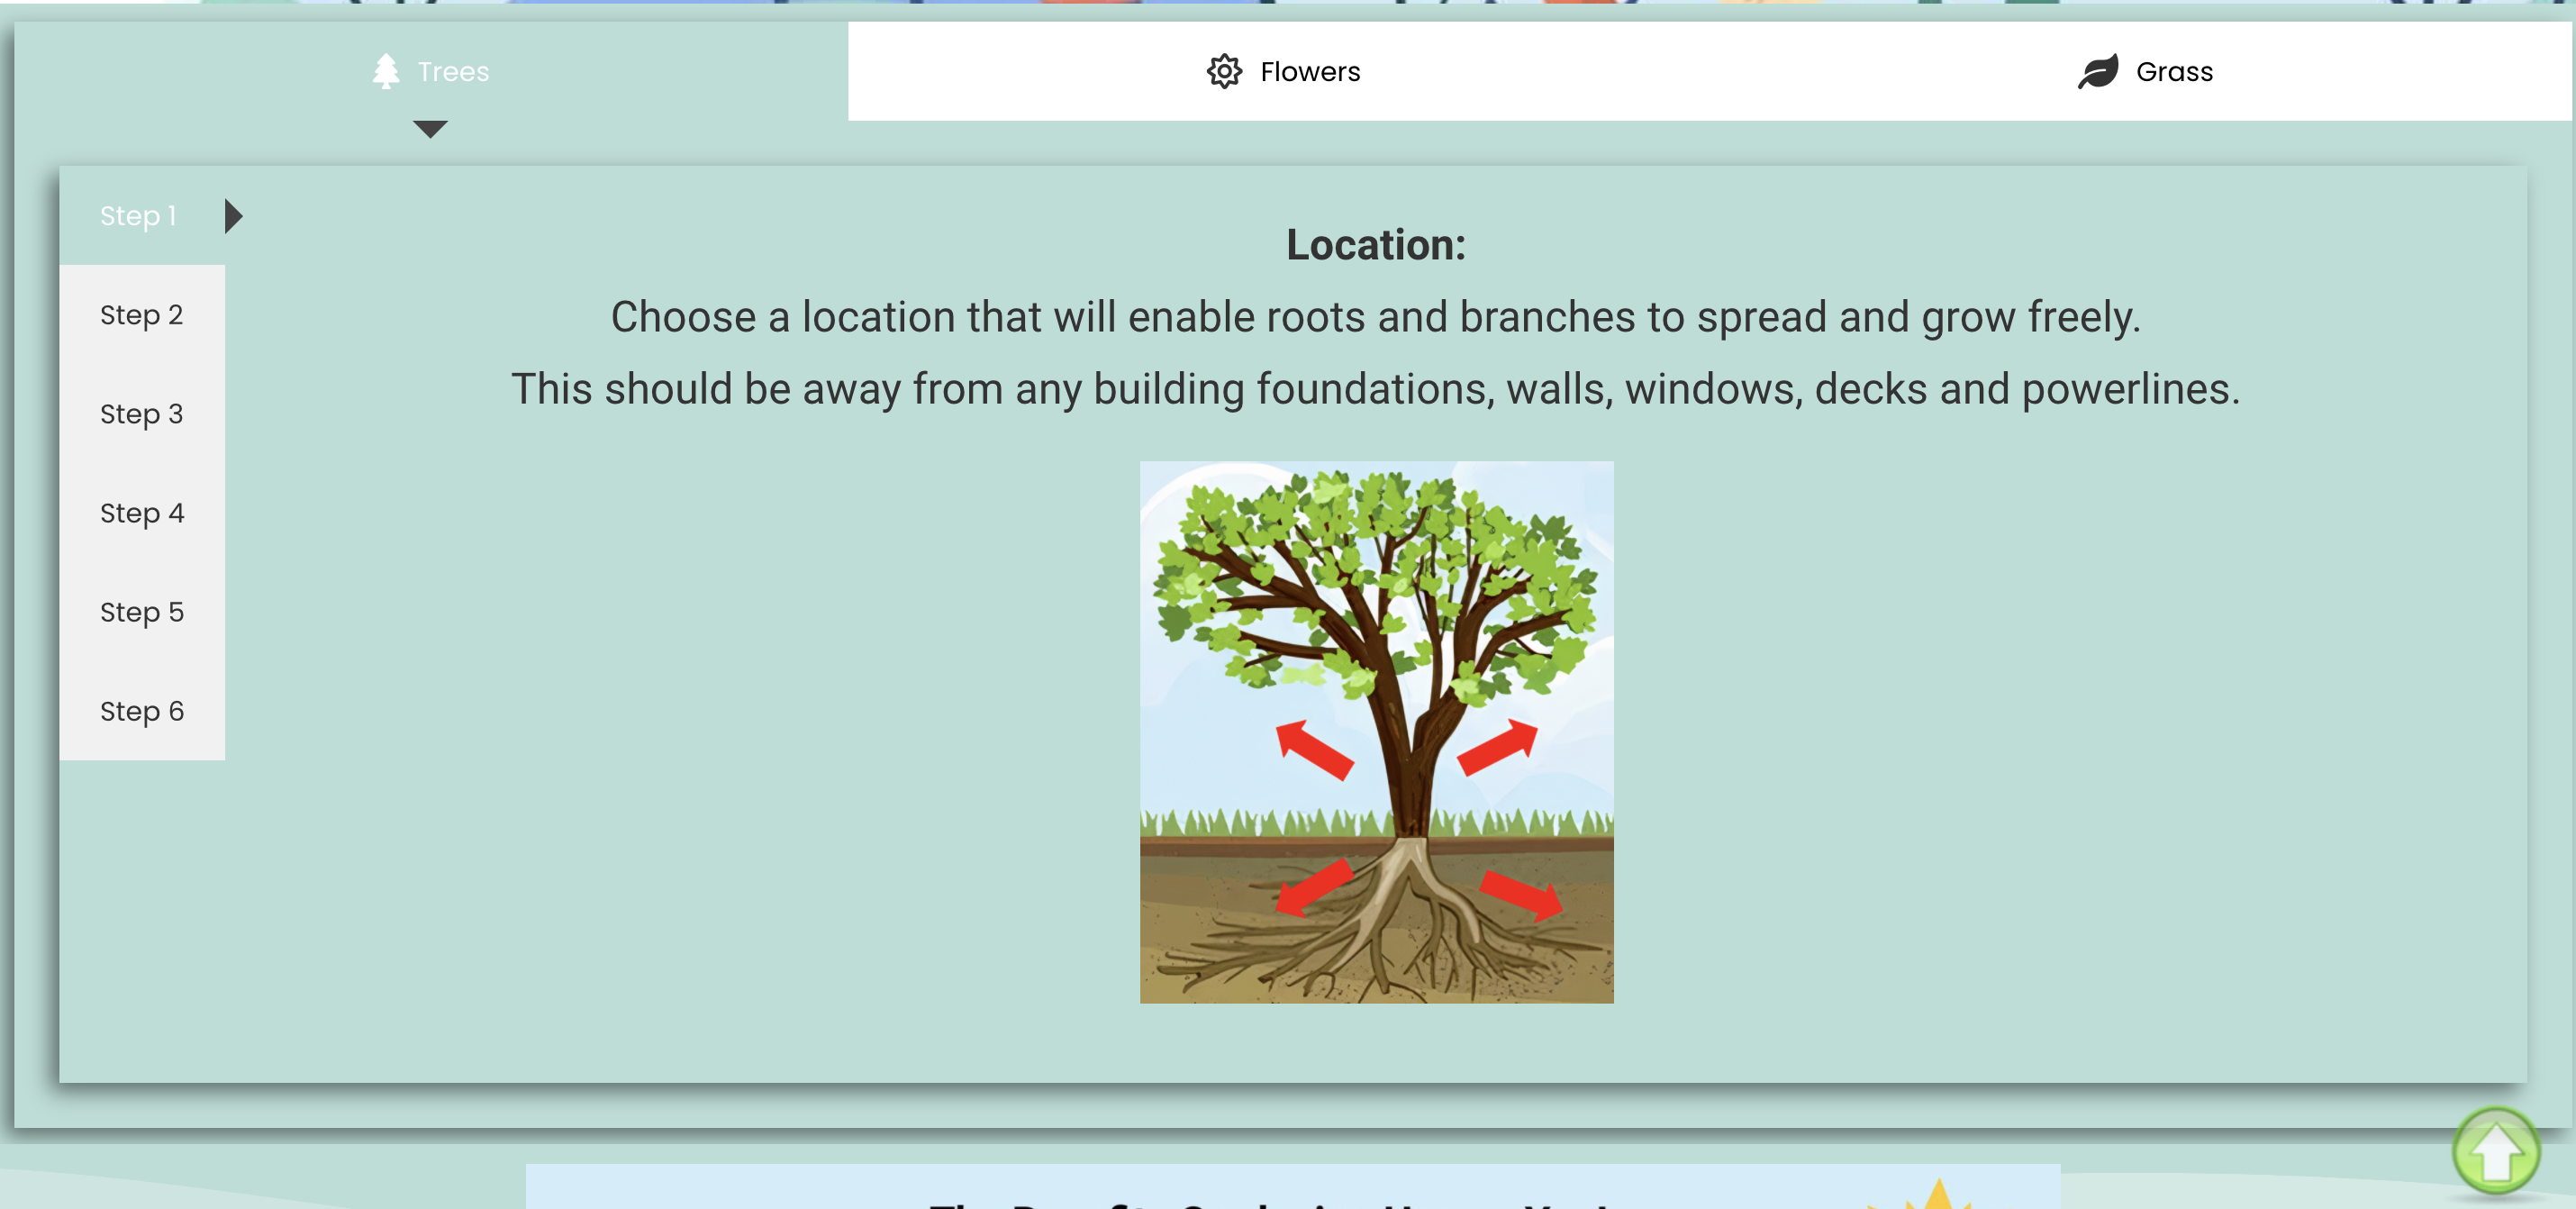 Trees
Flowers
Grass
Step 1
Step 2
Step 3
Step 4
Step 5
Step 6
Location:
Choose a location that will enable roots and branches to spread and grow freely.
This should be away from any building foundations, walls, windows, decks and powerlines.